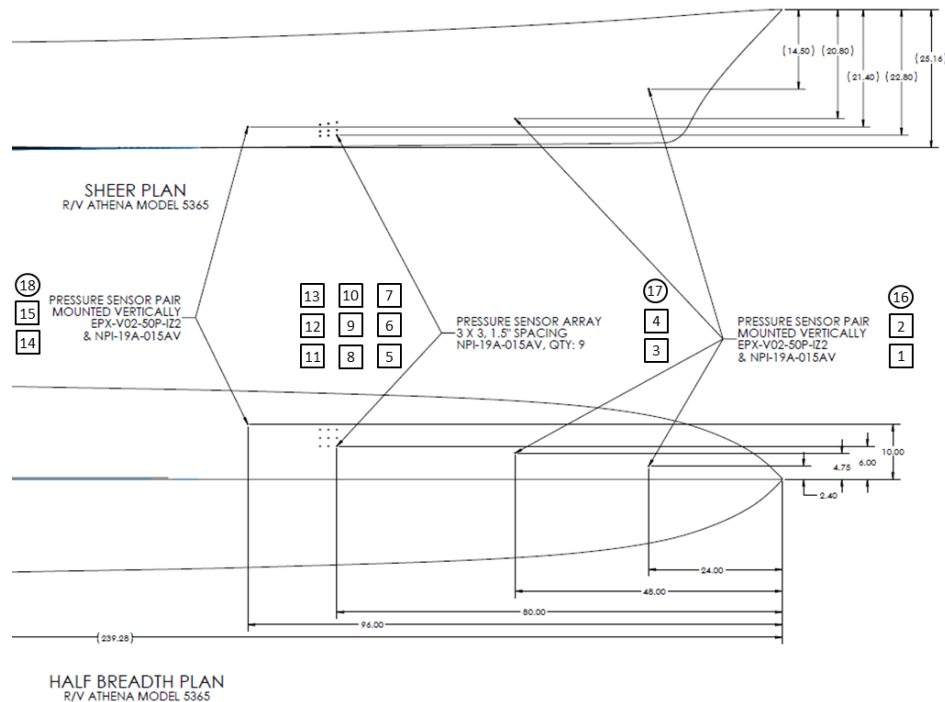 (14.50) (20.80)
(25.16)
(21.40) (22.80)
SHEER PLAN
R/V ATHENA MODEL 5365
18
15
14
PRESSURE SENSOR PAIR
MOUNTED VERTICALLY
EPX-V02-50P-IZ2
& NPI-19A-015AV
13 10 7
12 9 6
11 8 5
PRESSURE SENSOR ARRAY
3 X 3, 1.5" SPACING
NPI-19A-015AV, QTY: 9
17
4
3
PRESSURE SENSOR PAIR
MOUNTED VERTICALLY
EPX-V02-50P-IZ2
& NPI-19A-015AV
16
2
1
10.00
6.00
4.75
2.40
24.00
48.00
80.00
96.00
(239.28)
HALF BREADTH PLAN
R/V ATHENA MODEL 5365